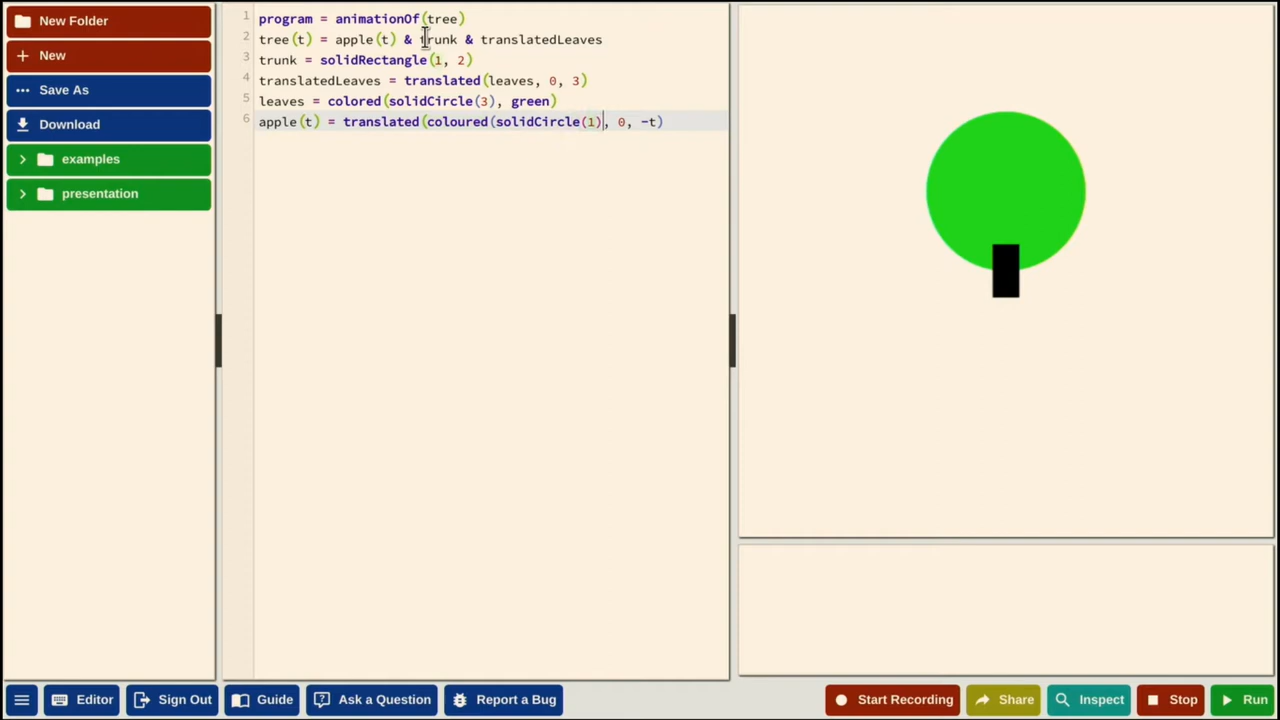 New Folder
New
Save As
Download
examples
presentation
1 program = animationOf(tree)
2 tree(t) = apple(t) & trunk & translatedLeaves
3 trunk = solidRectangle(1, 2)
4 translatedLeaves = translated(leaves, 0, 3)
5 leaves = colored(solidCircle(3), green)
6 apple(t) = translated(coloured(solidCircle(1), 0, -t)
Editor
Sign Out
Guide
Ask a Question
Report a Bug
Start Recording
Share
Inspect
Stop
Run